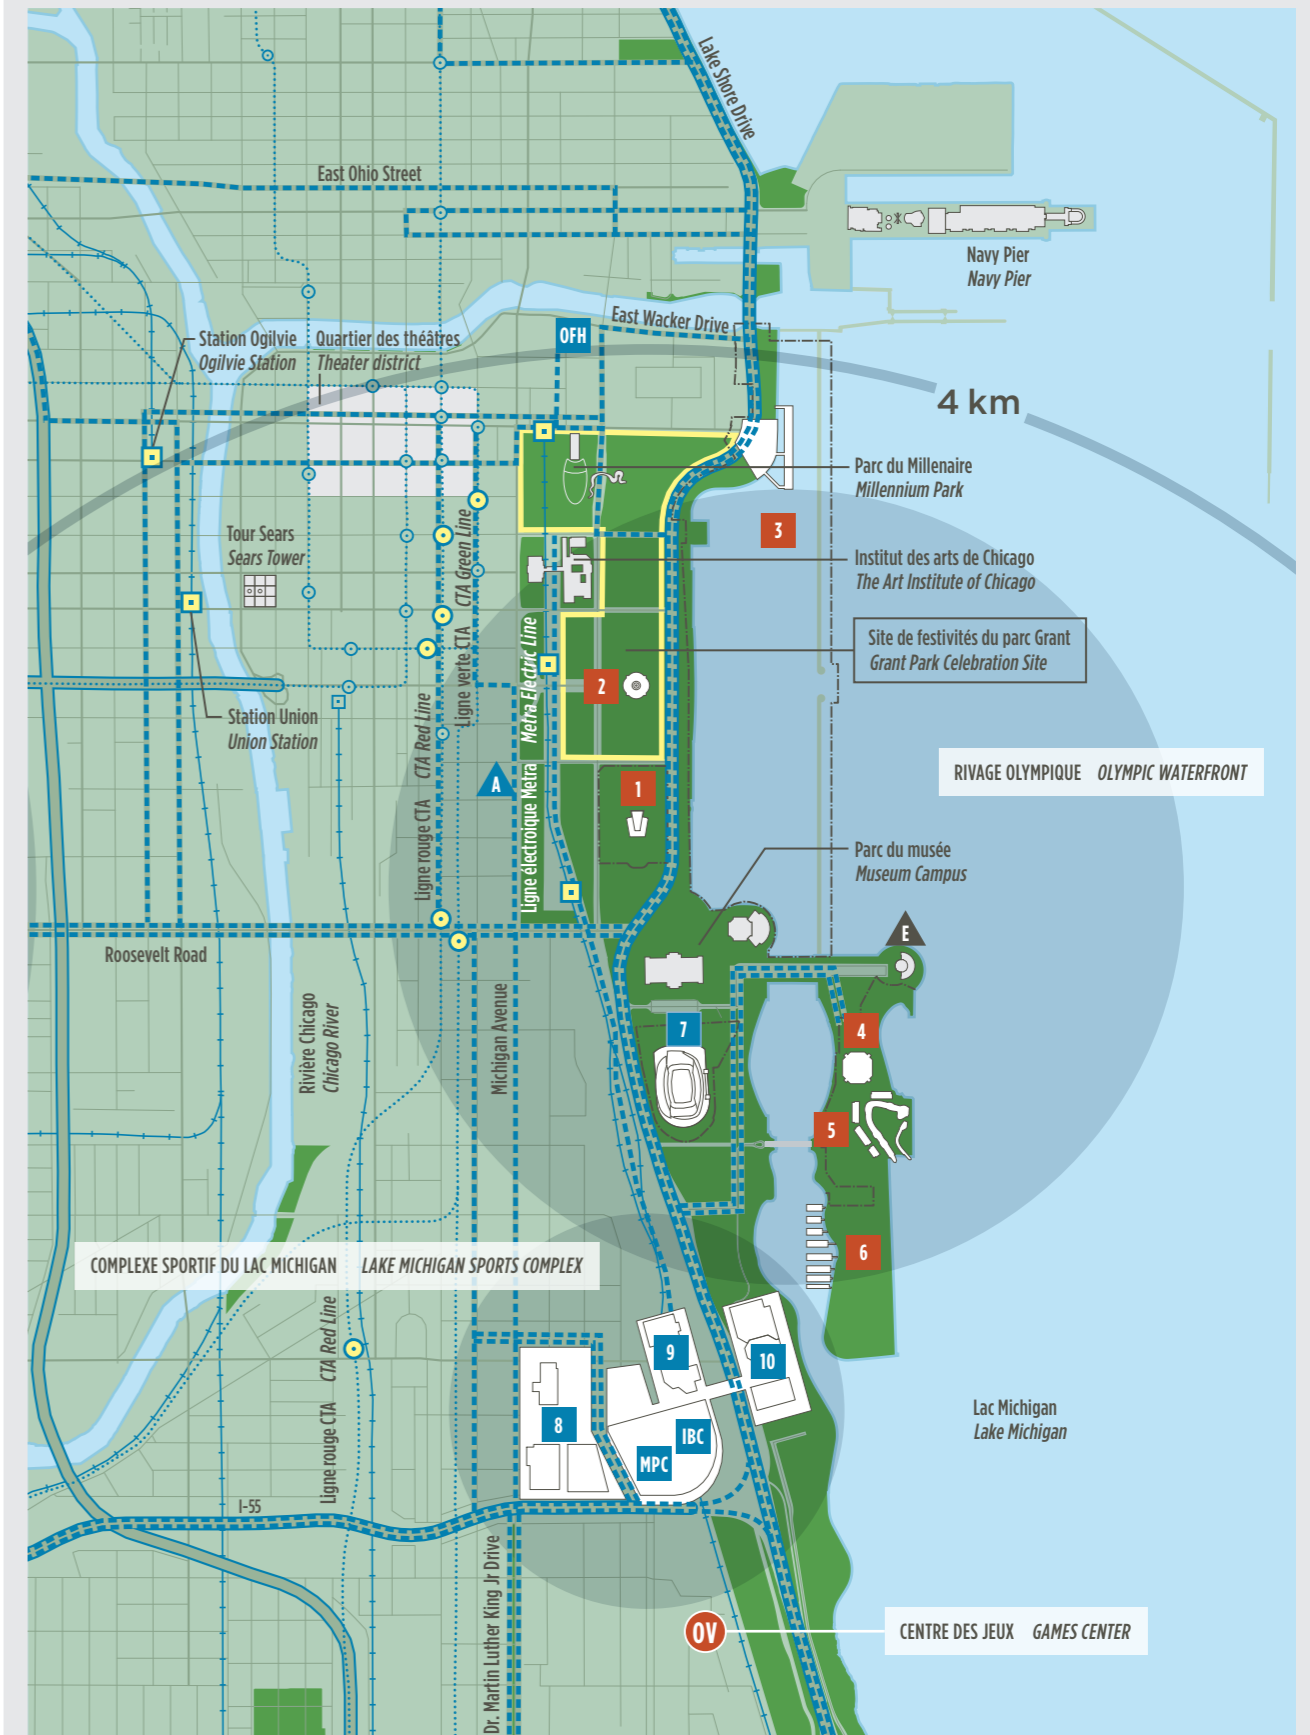 Lake Shore Drive
East Ohio Street
Navy Pier
Navy Pier
East Wacker Drive
OFH
Station Ogilvie
Ogilvie Station
Quartier des théâtres
Theater district
4 km
Parc du Millenaire
Millennium Park
3
Tour Sears
Sears Tower
Ligne verte CTA CTA Green Line
Institut des arts de Chicago
The Art Institute of Chicago
Site de festivités du parc Grant
Grant Park Celebration Site
2
Station Union
Union Station
Ligne rouge CTA CTA Red Line
Ligne électroique Metra Metra Electric Line
A
1
RIVAGE OLYMPIQUE OLYMPIC WATERFRONT
Parc du musée
Museum Campus
E
Roosevelt Road
Rivière Chicago
Chicago River
Michigan Avenue
7
4
5
6
COMPLEXE SPORTIF DU LAC MICHIGAN LAKE MICHIGAN SPORTS COMPLEX
Ligne rouge CTA CTA Red Line
9
10
8
IBC
MPC
Lac Michigan
Lake Michigan
I-55
Dr. Martin Luther King Jr Drive
OV
CENTRE DES JEUX GAMES CENTER